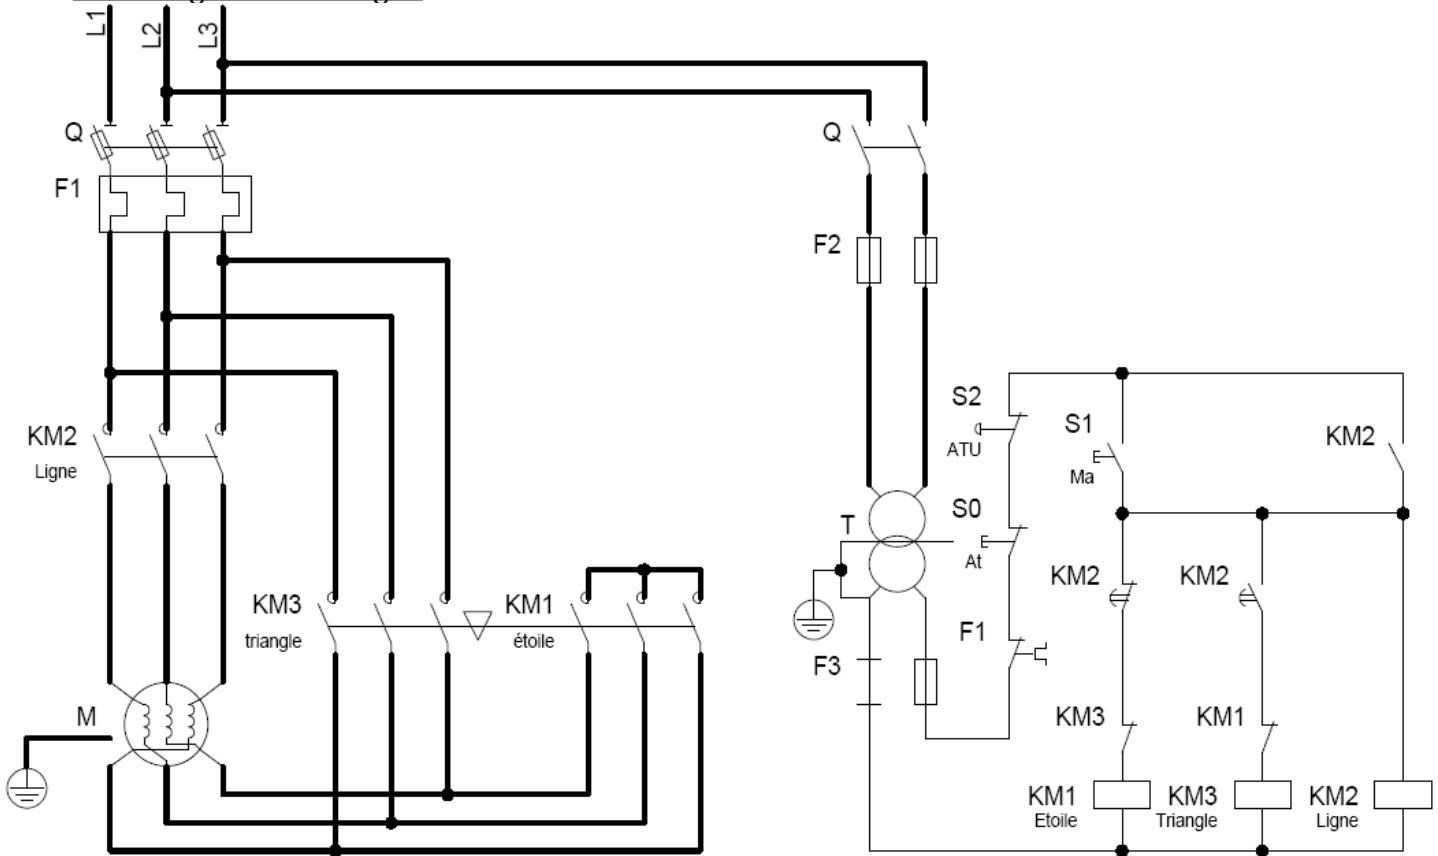 L1
L2
L3
Q
F1
KM2
Ligne
KM3
triangle
KM1
étoile
M
Q
F2
T
F3
S2
ATU
S0
At
F1
S1
Ma
KM2
KM2
KM2
KM3
KM1
KM1
Etoile
KM3
Triangle
KM2
Ligne